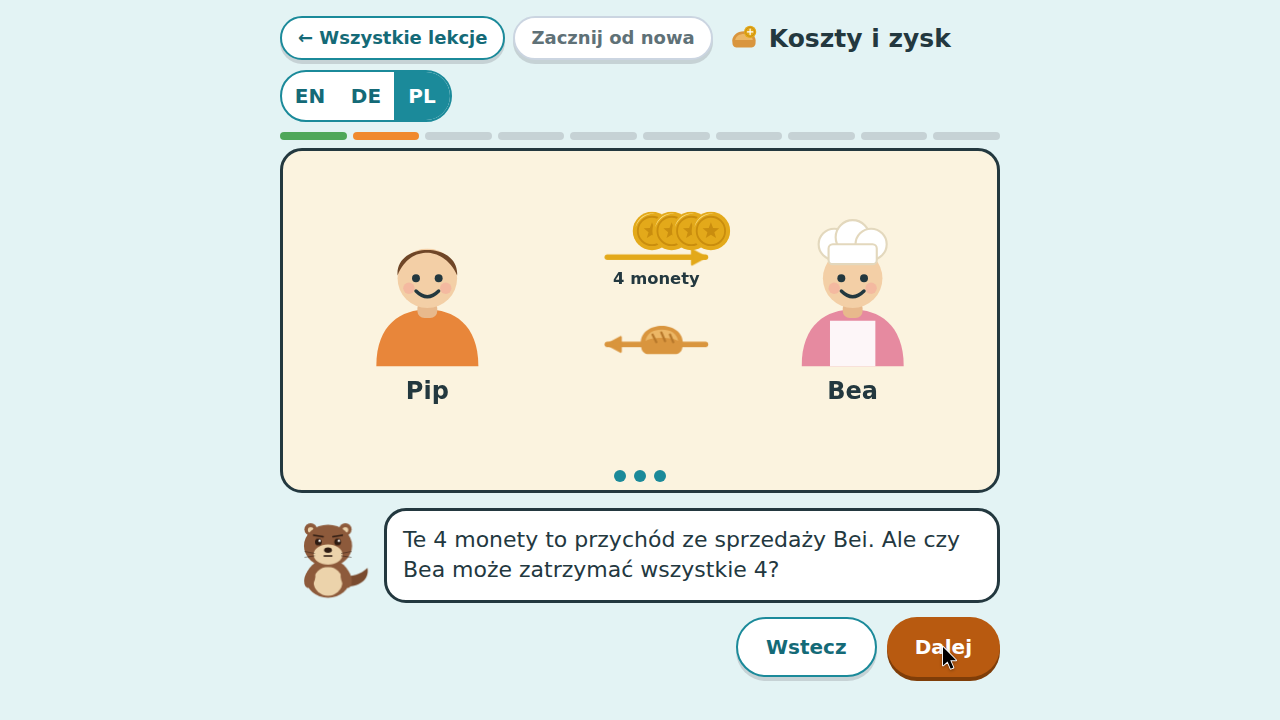 ← Wszystkie lekcje
Zacznij od nowa
Koszty i zysk
EN DE PL
4 monety
Pip
Bea
Te 4 monety to przychód ze sprzedaży Bei. Ale czy
Bea może zatrzymać wszystkie 4?
Wstecz
Dalej